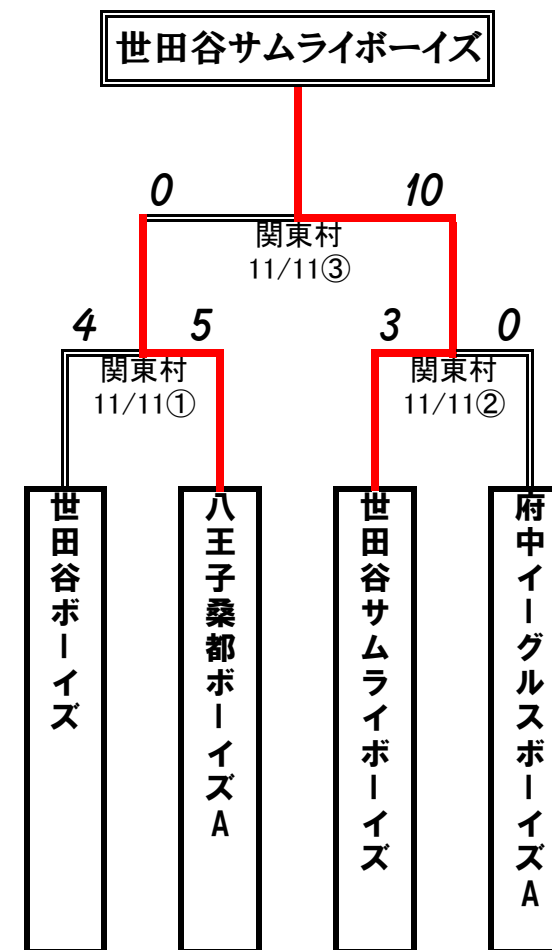 世田谷サムライボーイズ
0
10
関東村
11/11③
4
5
3
0
関東村
11/11①
関東村
11/11②
世田谷ボーイズ
八王子桑都ボーイズA
世田谷サムライボーイズ
府中イーグルスボーイズA